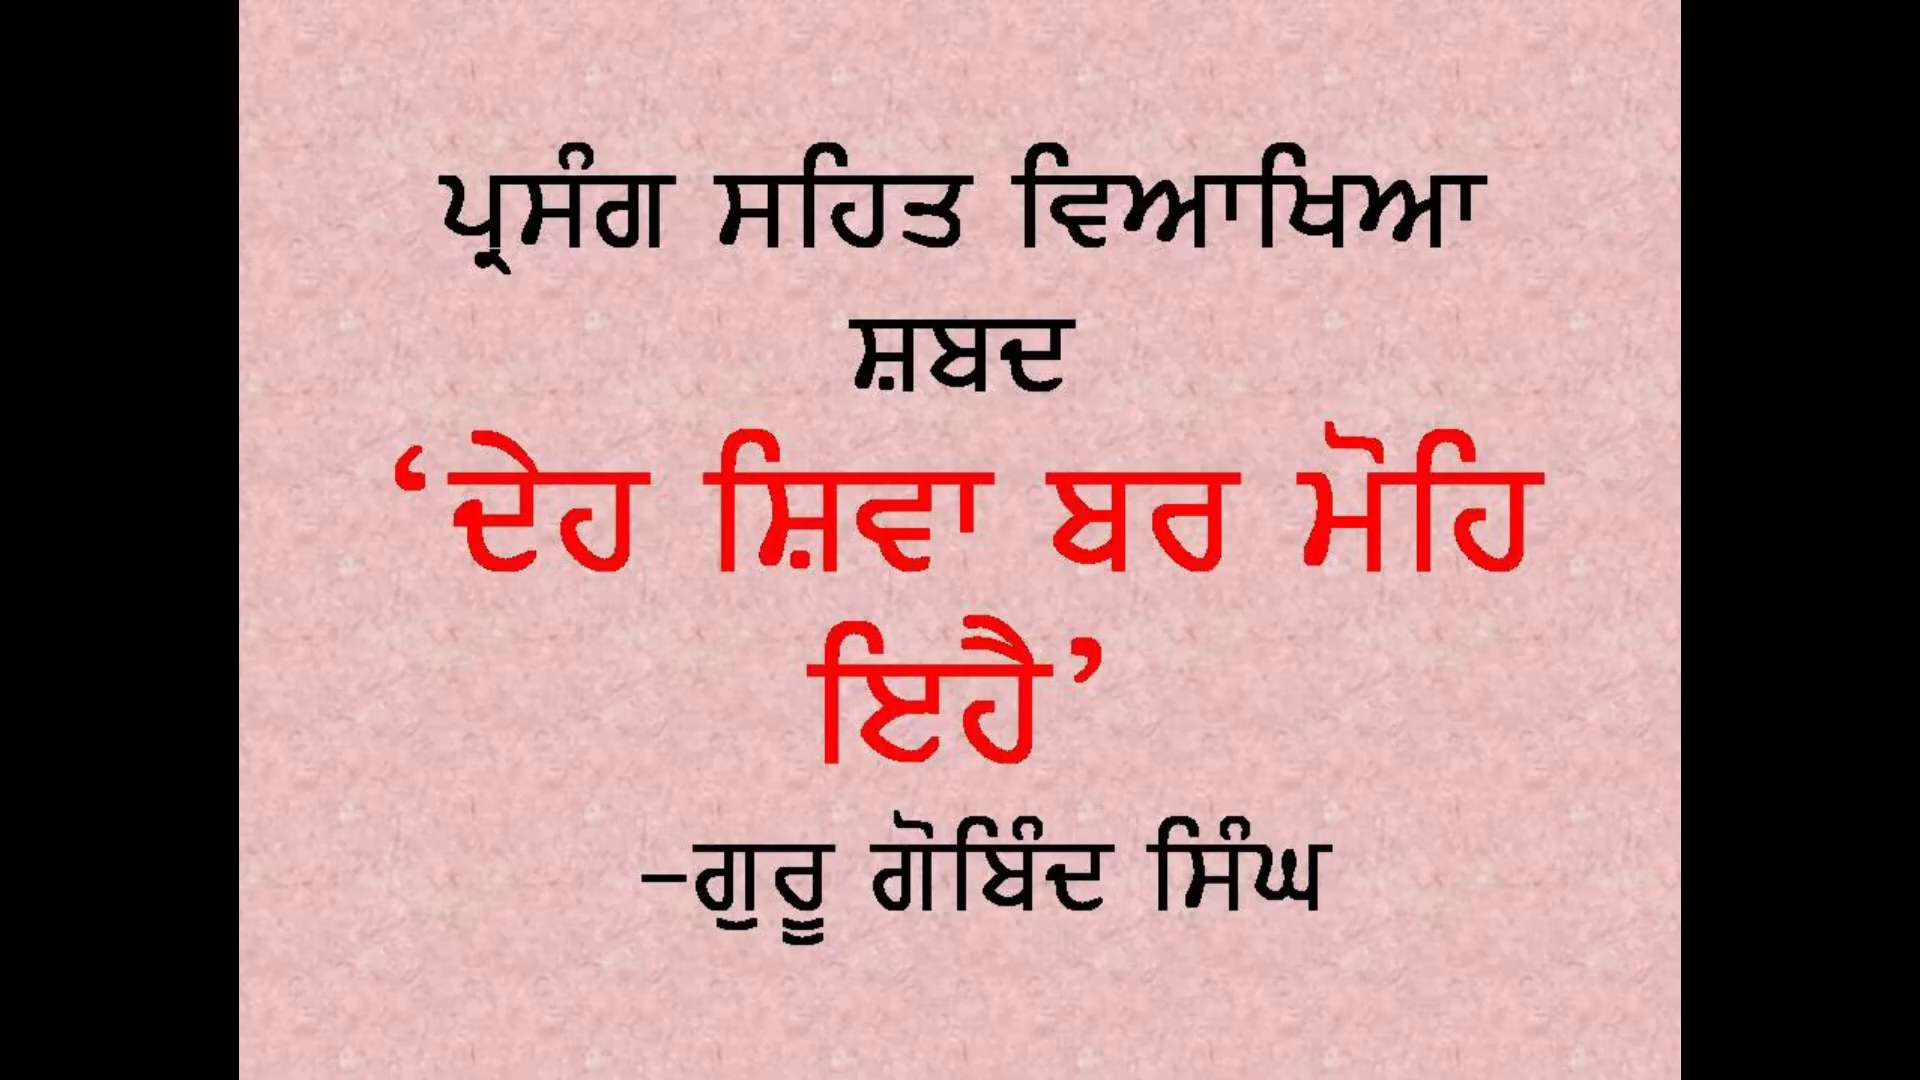 ਪ੍ਰਸੰਗ ਸਹਿਤ ਵਿਆਖਿਆ
ਸ਼ਬਦ
‘ਦੇਹ ਸ਼ਿਵਾ ਬਰ ਮੋਹਿ
ਇਹੈ’
-ਗੁਰੂ ਗੋਬਿੰਦ ਸਿੰਘ